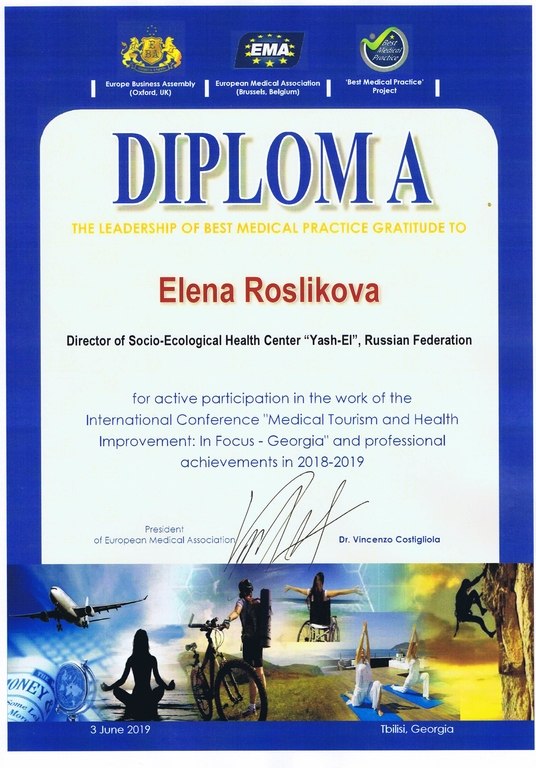 EBA
EMA
Best
Medical
Practice
Europe Business Assembly
(Oxford, UK)
European Medical Association
(Brussels, Belgium)
'Best Medical Practice'
Project
DIPLOMA
THE LEADERSHIP OF BEST MEDICAL PRACTICE GRATITUDE TO
Elena Roslikova
Director of Socio-Ecological Health Center “Yash-El”, Russian Federation
for active participation in the work of the
International Conference "Medical Tourism and Health
Improvement: In Focus - Georgia" and professional
achievements in 2018-2019
President
of European Medical Association
Dr. Vincenzo Costigliola
MONEY
3 June 2019
Tbilisi, Georgia